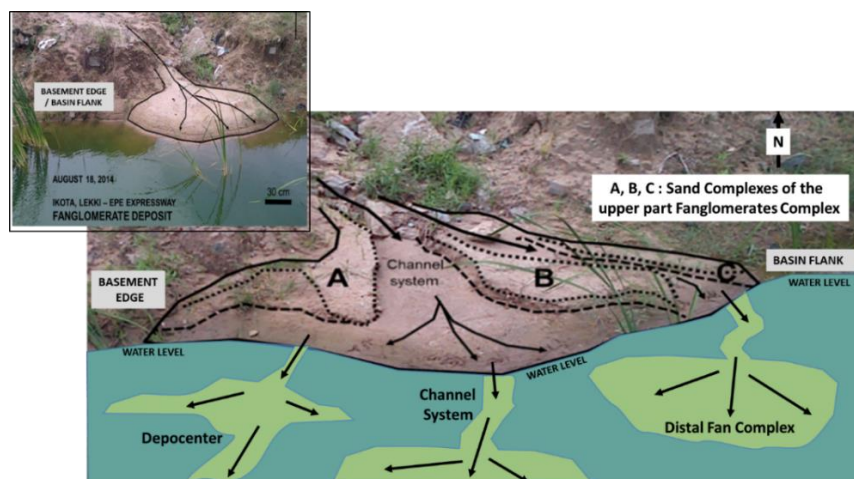 BASEMENT EDGE
/ BASIN FLANK
AUGUST 18, 2014
30 cm
IKOTA, LEKKI – EPE EXPRESSWAY
FANGLOMERATE DEPOSIT
N
A, B, C : Sand Complexes of the
upper part Fanglomerates Complex
BASEMENT
EDGE
A
Channel
system
B
C
BASIN FLANK
WATER LEVEL
WATER LEVEL
WATER LEVEL
Channel
System
Depocenter
Distal Fan Complex